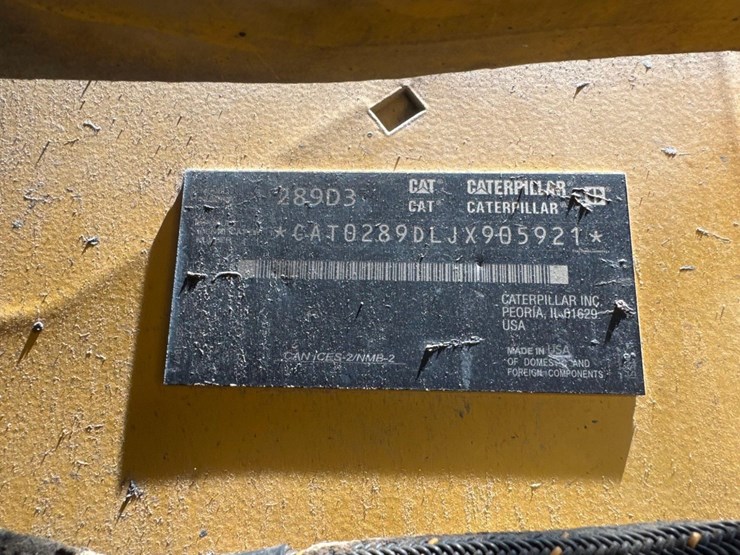 289D3
CAT CATERPILLAR
CAT CATERPILLAR
*CAT0289DLJX905921*
CATERPILLAR INC.
PEORIA, IL 61629
USA
CAN ICES-2/NMB-2
MADE IN USA
OF DOMESTIC AND
FOREIGN COMPONENTS